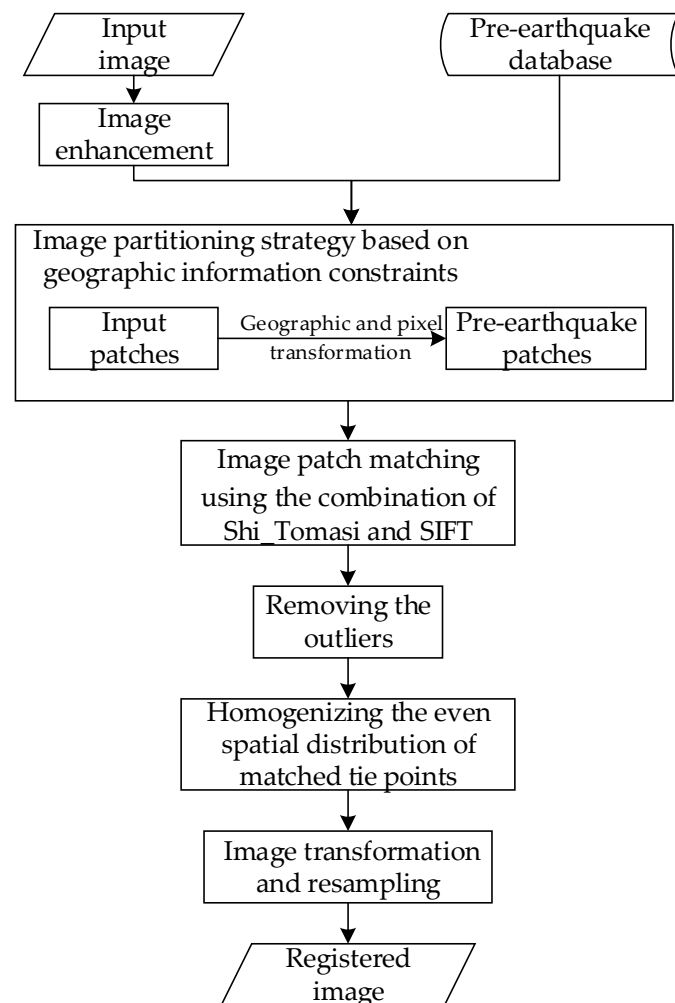 Input
image
Pre-earthquake
database
Image
enhancement
Image partitioning strategy based on
geographic information constraints
Input
patches
Geographic and pixel
transformation
Pre-earthquake
patches
Image patch matching
using the combination of
Shi_Tomasi and SIFT
Removing the
outliers
Homogenizing the even
spatial distribution of
matched tie points
Image transformation
and resampling
Registered
image